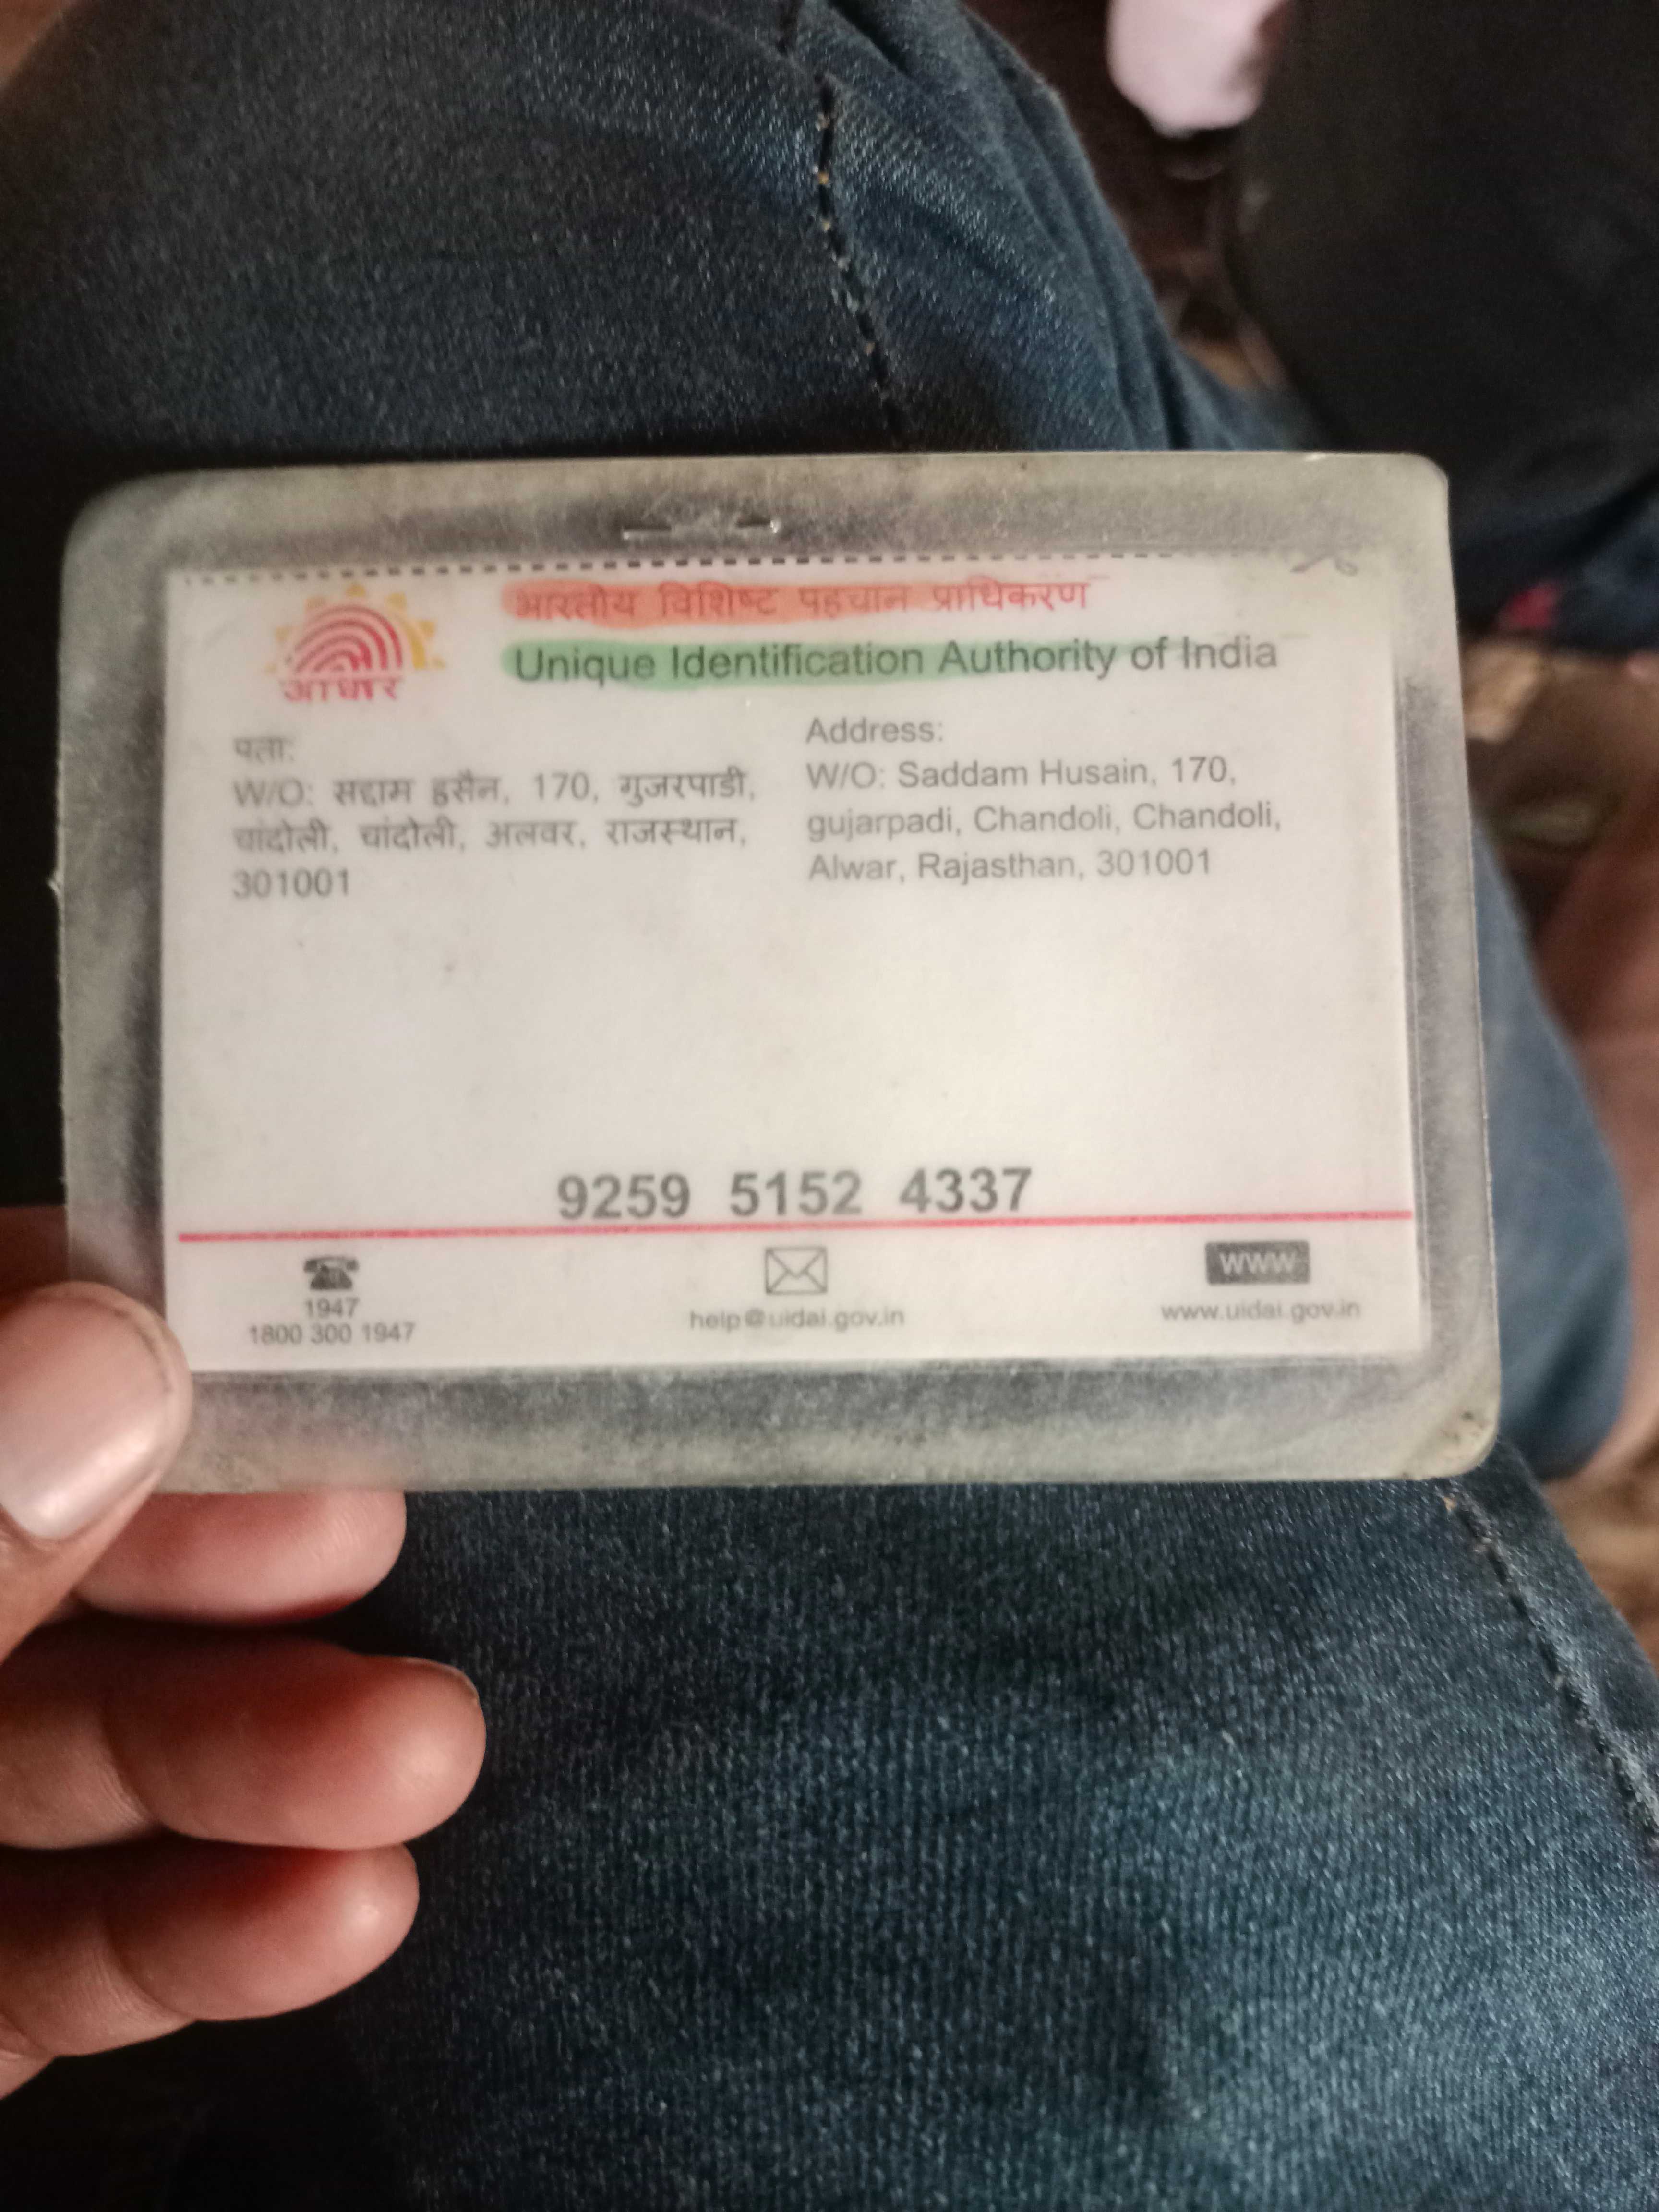 भारतीय विशिष्ट पहचान प्राधिकरण
Unique Identification Authority of India
आधार
पता:
W/O: सद्दाम हुसैन, 170, गुजरपाडी,
चांदोली, चांदोली, अलवर, राजस्थान,
301001
Address:
W/O: Saddam Husain, 170,
gujarpadi, Chandoli, Chandoli,
Alwar, Rajasthan, 301001
9259 5152 4337
1947
1800 300 1947
help@uidai.gov.in
WWW
www.uidai.gov.in